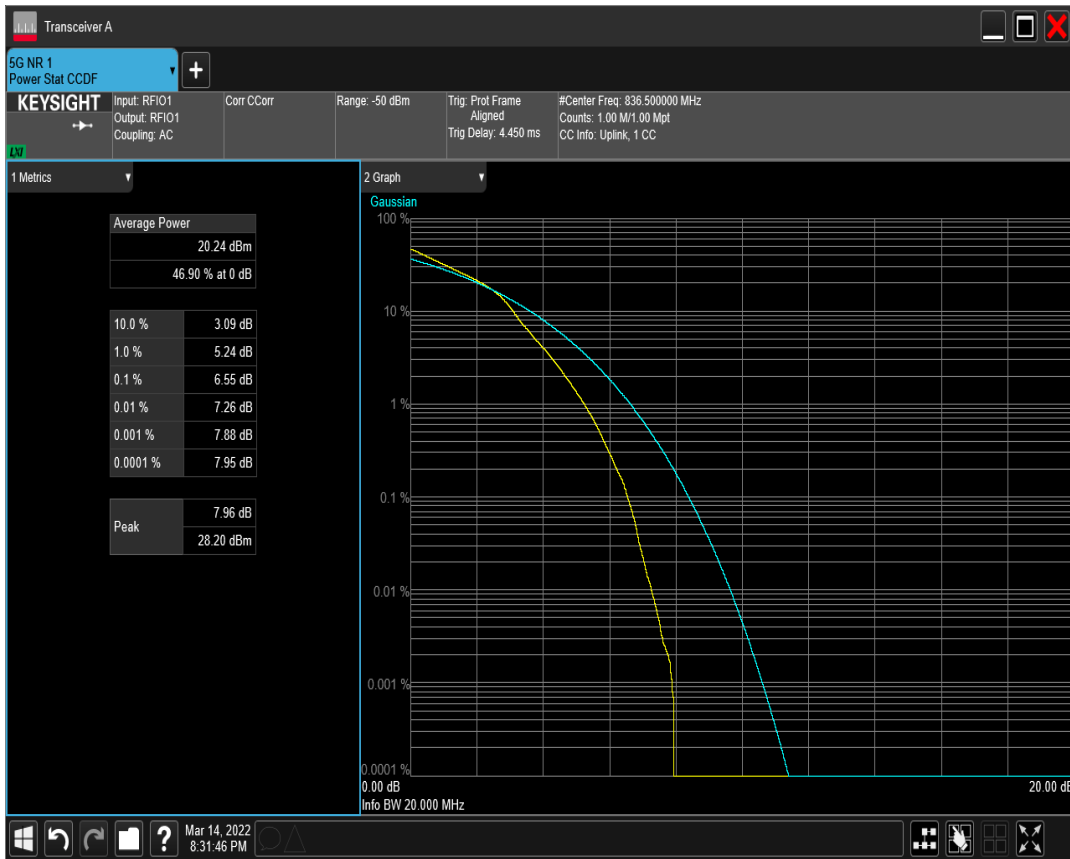 Transceiver A
5G NR 1
Power Stat CCDF
+
KEYSIGHT
LXI
Input: RFIO1
Output: RFIO1
Coupling: AC
Corr CCorr
Range: -50 dBm
Trig: Prot Frame
Aligned
Trig Delay: 4.450 ms
#Center Freq: 836.500000 MHz
Counts: 1.00 M/1.00 Mpt
CC Info: Uplink, 1 CC
1 Metrics
Average Power
20.24 dBm
46.90 % at 0 dB
10.0 % 3.09 dB
1.0 % 5.24 dB
0.1 % 6.55 dB
0.01 % 7.26 dB
0.001 % 7.88 dB
0.0001 % 7.95 dB
Peak 7.96 dB
28.20 dBm
2 Graph
Gaussian
100 %
10 %
1 %
0.1 %
0.01 %
0.001 %
0.0001 %
0.00 dB 20.00 dB
Info BW 20.000 MHz
?
Mar 14, 2022
8:31:46 PM